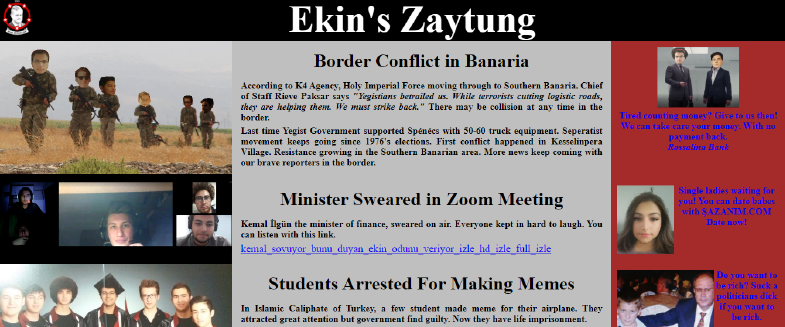 Ekin's Zaytung
Border Conflict in Banaria
According to K4 Agency, Holy Imperial Force moving through to Southern Banaria. Chief
of Staff Rieve Paksar says "Yegistians betrailed us. While terrorists cutting logistic roads,
they are helping them. We must strike back." There may be collision at any time in the
border.
Last time Yegist Government supported Spénécs with 50-60 truck equipment. Seperatist
movement keeps going since 1976's elections. First conflict happened in Kesselinpera
Village. Resistance growing in the Southern Banarian area. More news keep coming with
our brave reporters in the border.
Minister Sweared in Zoom Meeting
Kemal İlgün the minister of finance, sweared on air. Everyone kept in hard to laugh. You
can listen with this link.
kemal_sovuyor_bunu_duyan_ekin_odunu_veriyor_izle_hd_izle_full_izle
Students Arrested For Making Memes
In Islamic Caliphate of Turkey, a few student made meme for their airplane. They
attracted great attention but government find guilty. Now they have life imprisonment.
Tired counting money? Give to us then!
We can take care your money. With no
payment back.
Rossalina Bank
Single ladies waiting for
you! You can date babes
with ŞAZANIM.COM
Date now!
Do you want to
be rich? Suck a
politicians dick
if you want to
be rich.